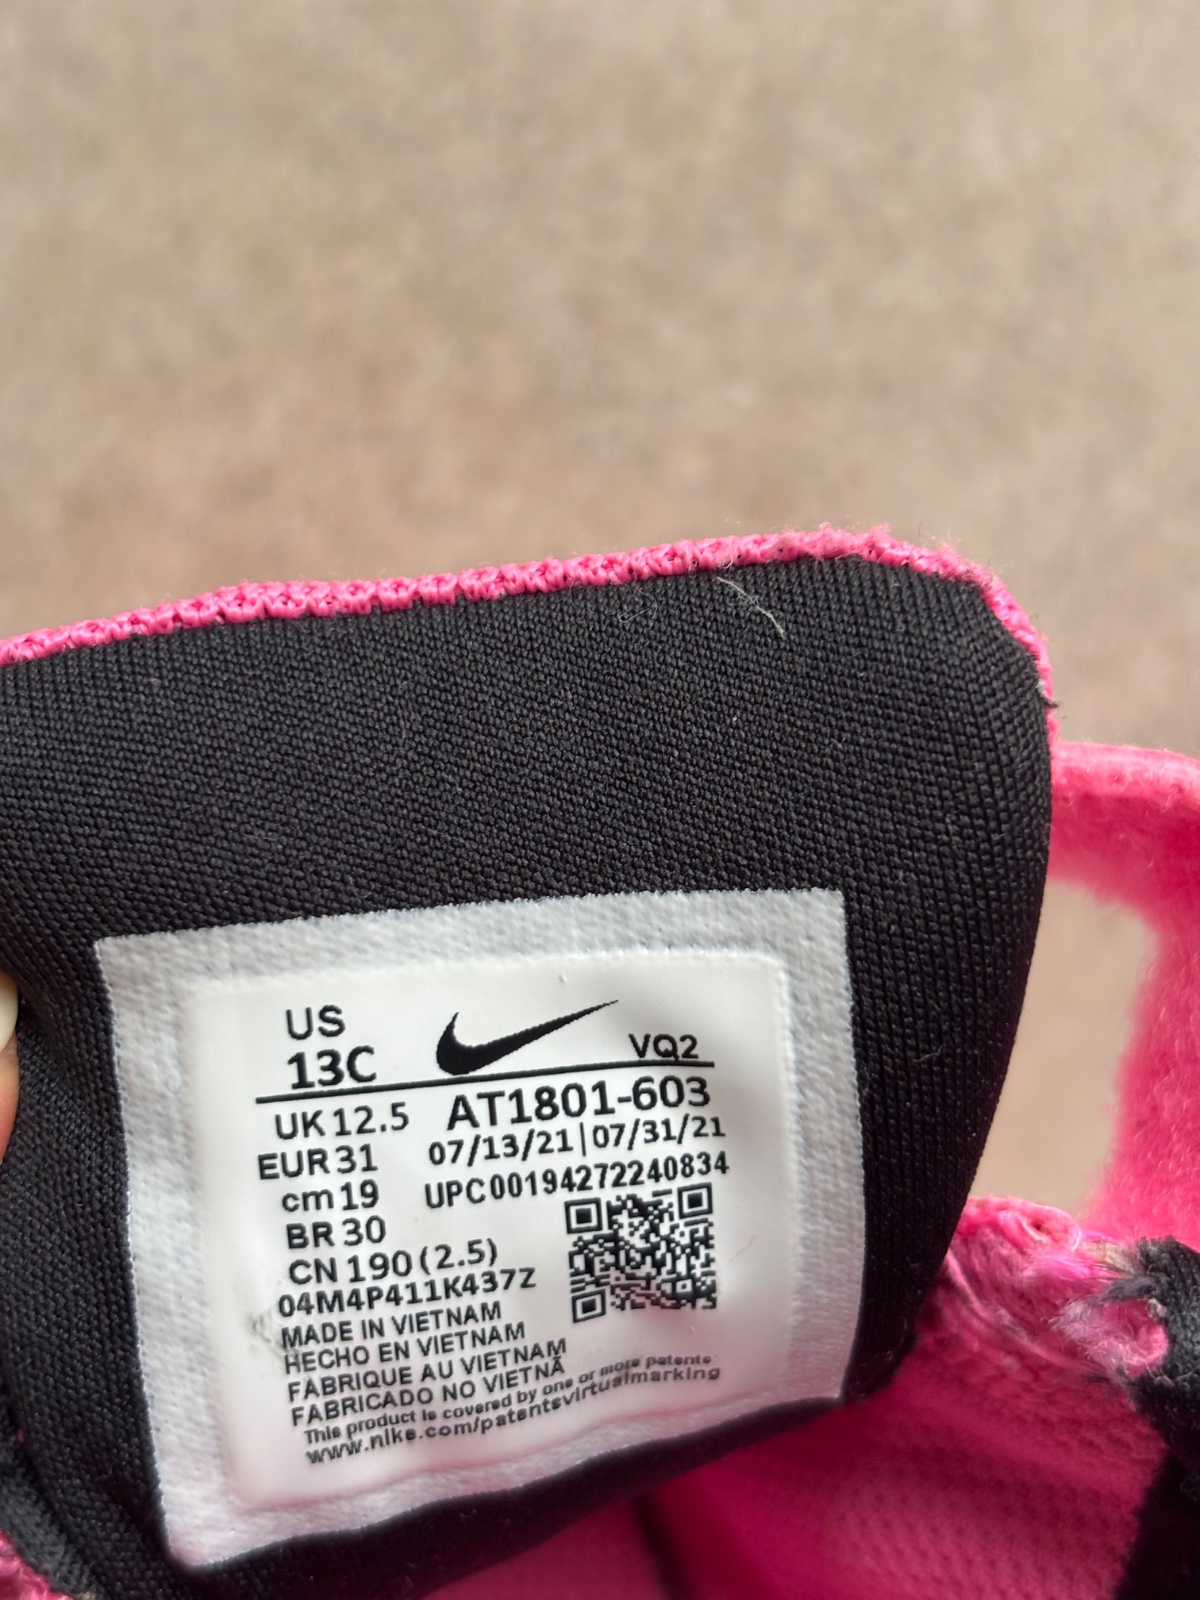 US
13C
VQ2
UK 12.5 AT1801-603
EUR 31 07/13/21|07/31/21
cm 19 UPC00194272240834
BR 30
CN 190 (2.5)
04M4P411K437Z
MADE IN VIETNAM
HECHO EN VIETNAM
FABRIQUE AU VIETNAM
FABRICADO NO VIETNÃ
This product is covered by one or more patents
www.nike.com/patentsvirtualmarking